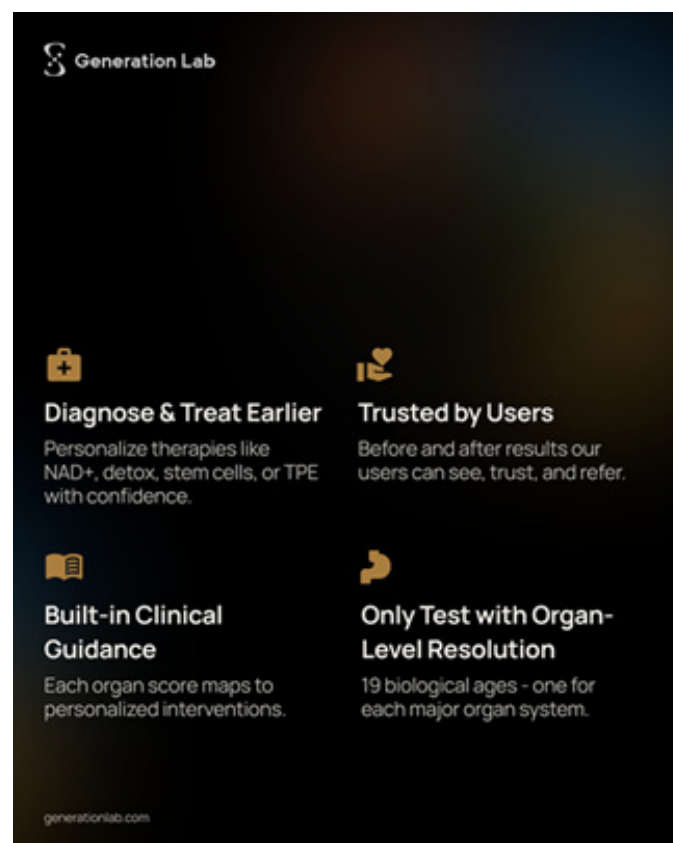 Generation Lab
Diagnose & Treat Earlier
Personalize therapies like
NAD+, detox, stem cells, or TPE
with confidence.
Trusted by Users
Before and after results our
users can see, trust, and refer.
Built-in Clinical
Guidance
Each organ score maps to
personalized interventions.
Only Test with Organ-
Level Resolution
19 biological ages - one for
each major organ system.
generationlab.com